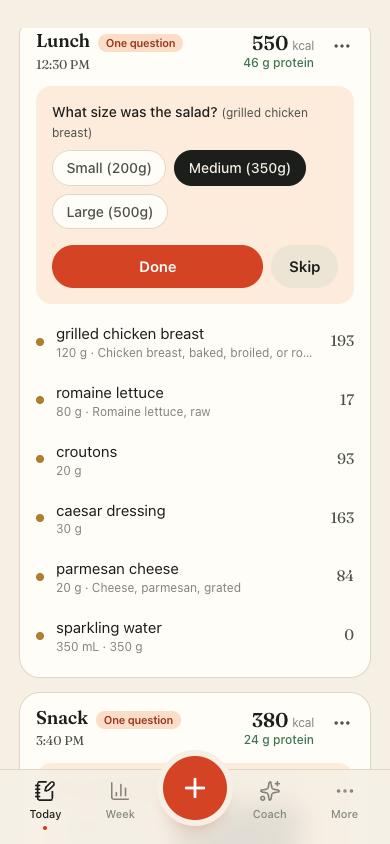 Lunch One question 550 kcal
12:30 PM 46 g protein
What size was the salad? (grilled chicken
breast)
Small (200g) Medium (350g)
Large (500g)
Done Skip
grilled chicken breast 193
120 g · Chicken breast, baked, broiled, or ro...
romaine lettuce 17
80 g · Romaine lettuce, raw
croutons 93
20 g
caesar dressing 163
30 g
parmesan cheese 84
20 g · Cheese, parmesan, grated
sparkling water 0
350 mL · 350 g
Snack One question 380 kcal
3:40 PM 24 g protein
Today Week Coach More